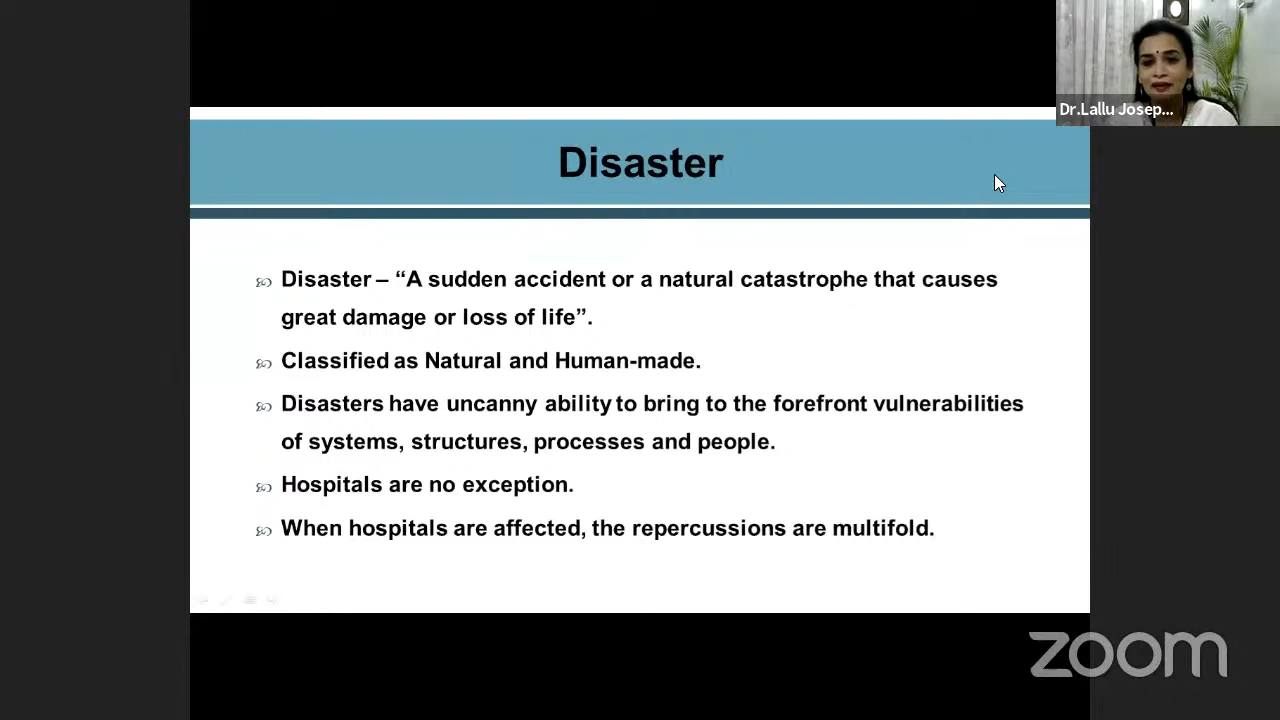 Dr.Lallu Josep...
Disaster
Disaster – “A sudden accident or a natural catastrophe that causes
great damage or loss of life”.
Classified as Natural and Human-made.
Disasters have uncanny ability to bring to the forefront vulnerabilities
of systems, structures, processes and people.
Hospitals are no exception.
When hospitals are affected, the repercussions are multifold.
zoom